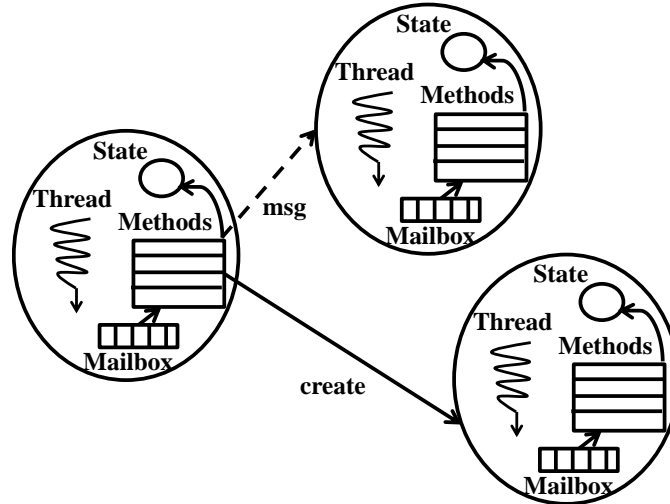 State
Thread
Methods
Mailbox
msg
State
Thread
Methods
Mailbox
create
State
Thread
Methods
Mailbox